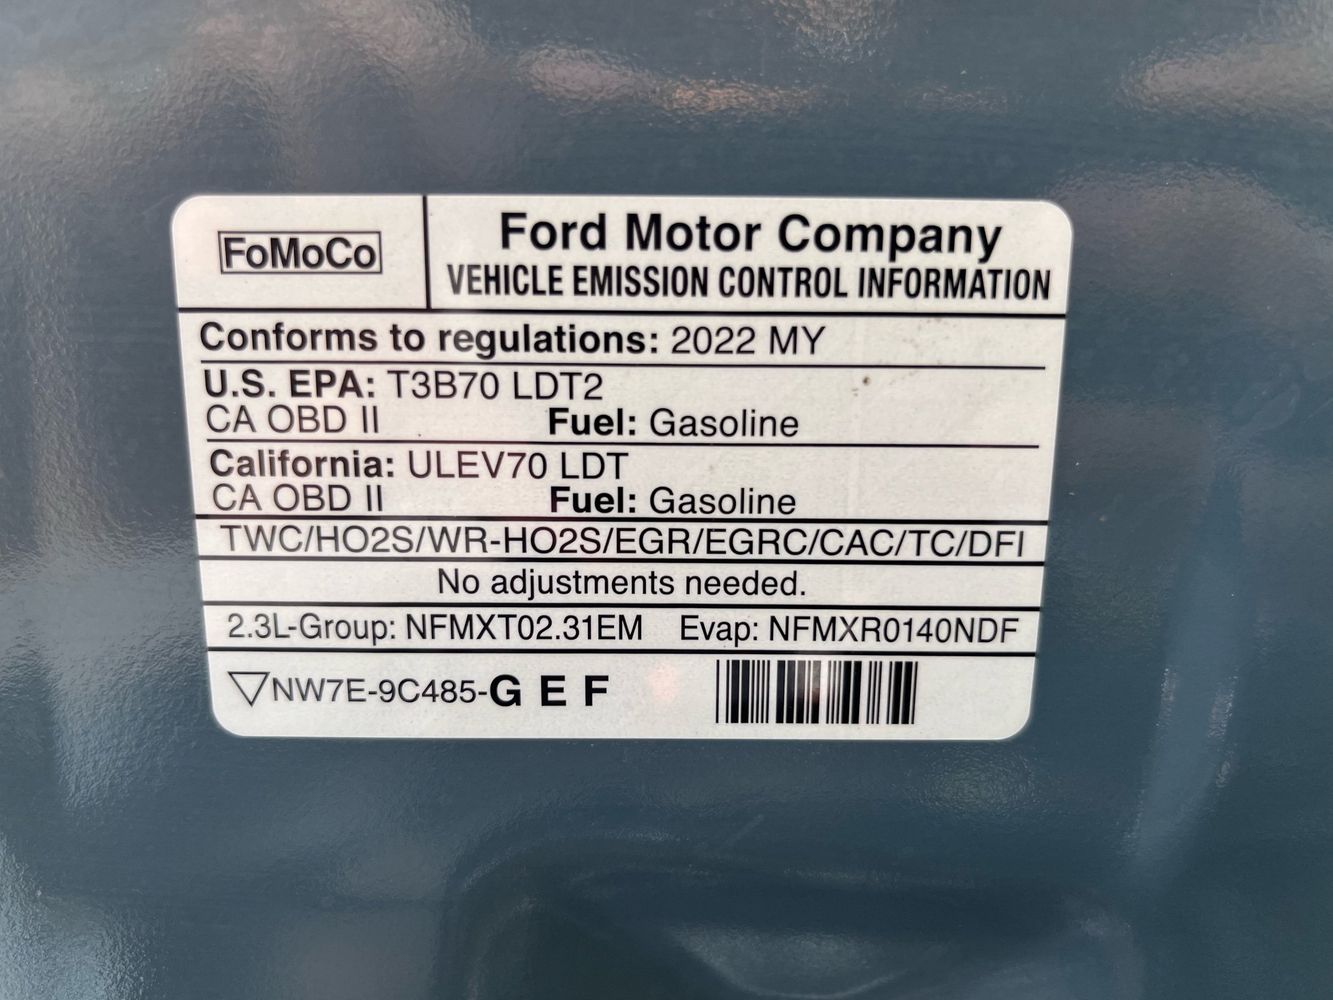 FoMoCo
Ford Motor Company
VEHICLE EMISSION CONTROL INFORMATION
Conforms to regulations: 2022 MY
U.S. EPA: T3B70 LDT2
CA OBD II Fuel: Gasoline
California: ULEV70 LDT
CA OBD II Fuel: Gasoline
TWC/HO2S/WR-HO2S/EGR/EGRC/CAC/TC/DFI
No adjustments needed.
2.3L-Group: NFMXT02.31EM Evap: NFMXR0140NDF
▽NW7E-9C485-G E F